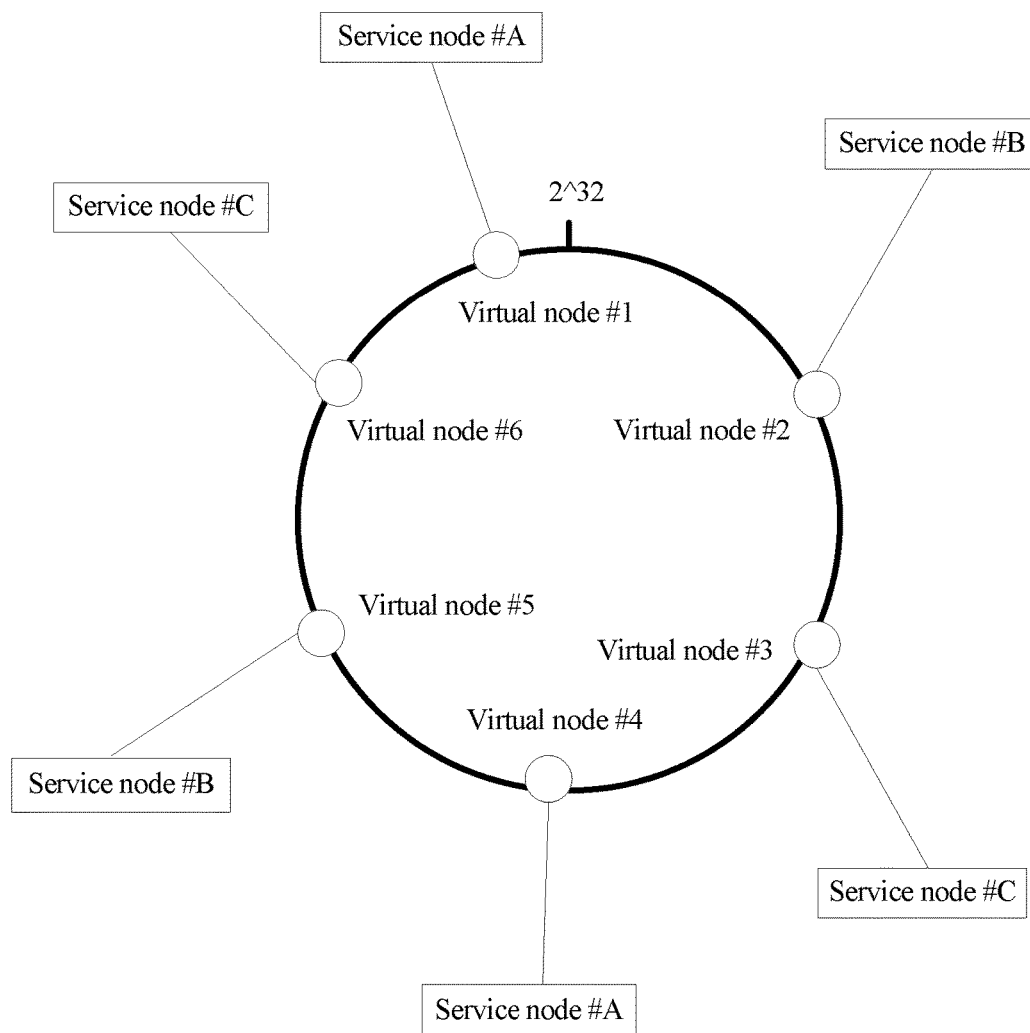 Service node #A
Service node #B
2^32
Service node #C
Virtual node #1
Virtual node #6
Virtual node #2
Virtual node #5
Virtual node #3
Virtual node #4
Service node #B
Service node #C
Service node #A